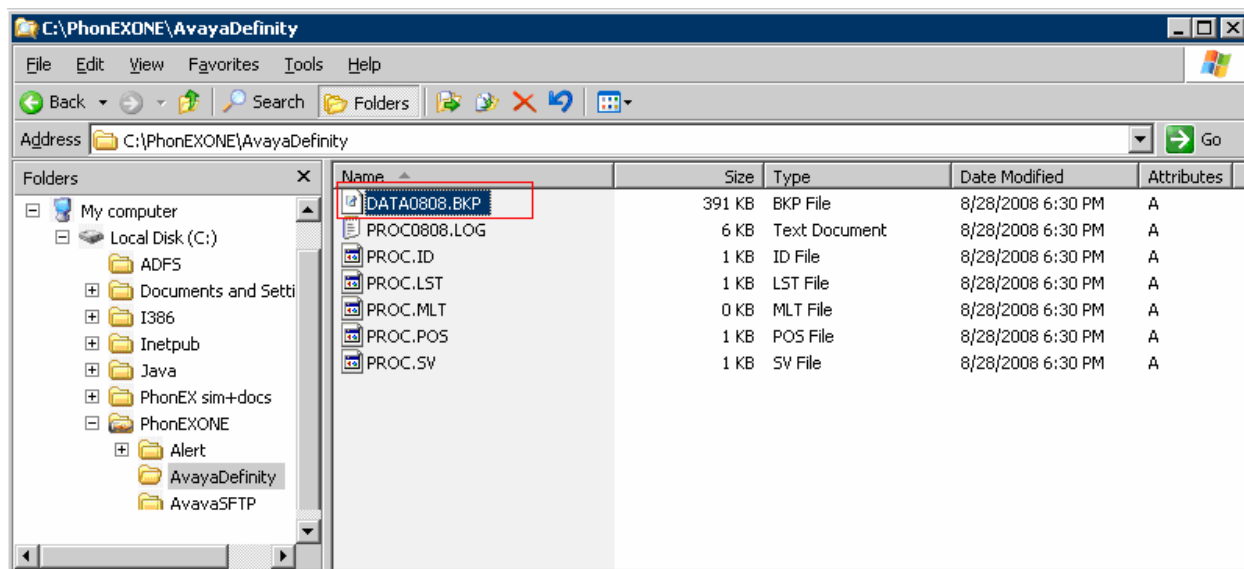 C:\PhonEXONE\AvayaDefinity
File Edit View Favorites Tools Help
Back Search Folders
Address C:\PhonEXONE\AvayaDefinity Go
Folders x Name Size Type Date Modified Attributes
My computer
Local Disk (C:)
ADFS
Documents and Setti
I386
Inetpub
Java
PhonEX sim+docs
PhonEXONE
Alert
AvayaDefinity
AvayaSFTP
DATA0808.BKP 391 KB BKP File 8/28/2008 6:30 PM A
PROC0808.LOG 6 KB Text Document 8/28/2008 6:30 PM A
PROC.ID 1 KB ID File 8/28/2008 6:30 PM A
PROC.LST 1 KB LST File 8/28/2008 6:30 PM A
PROC.MLT 0 KB MLT File 8/28/2008 6:30 PM A
PROC.POS 1 KB POS File 8/28/2008 6:30 PM A
PROC.SV 1 KB SV File 8/28/2008 6:30 PM A